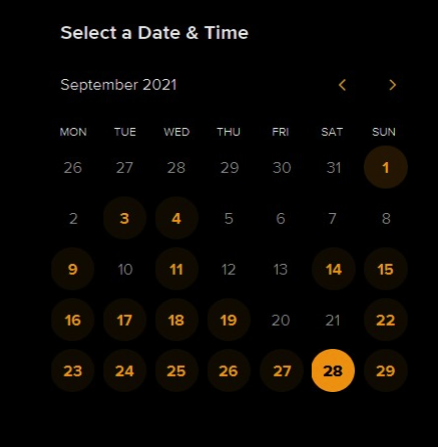 Select a Date & Time
September 2021
MON TUE WED THU FRI SAT SUN
26 27 28 29 30 31 1
2 3 4 5 6 7 8
9 10 11 12 13 14 15
16 17 18 19 20 21 22
23 24 25 26 27 28 29